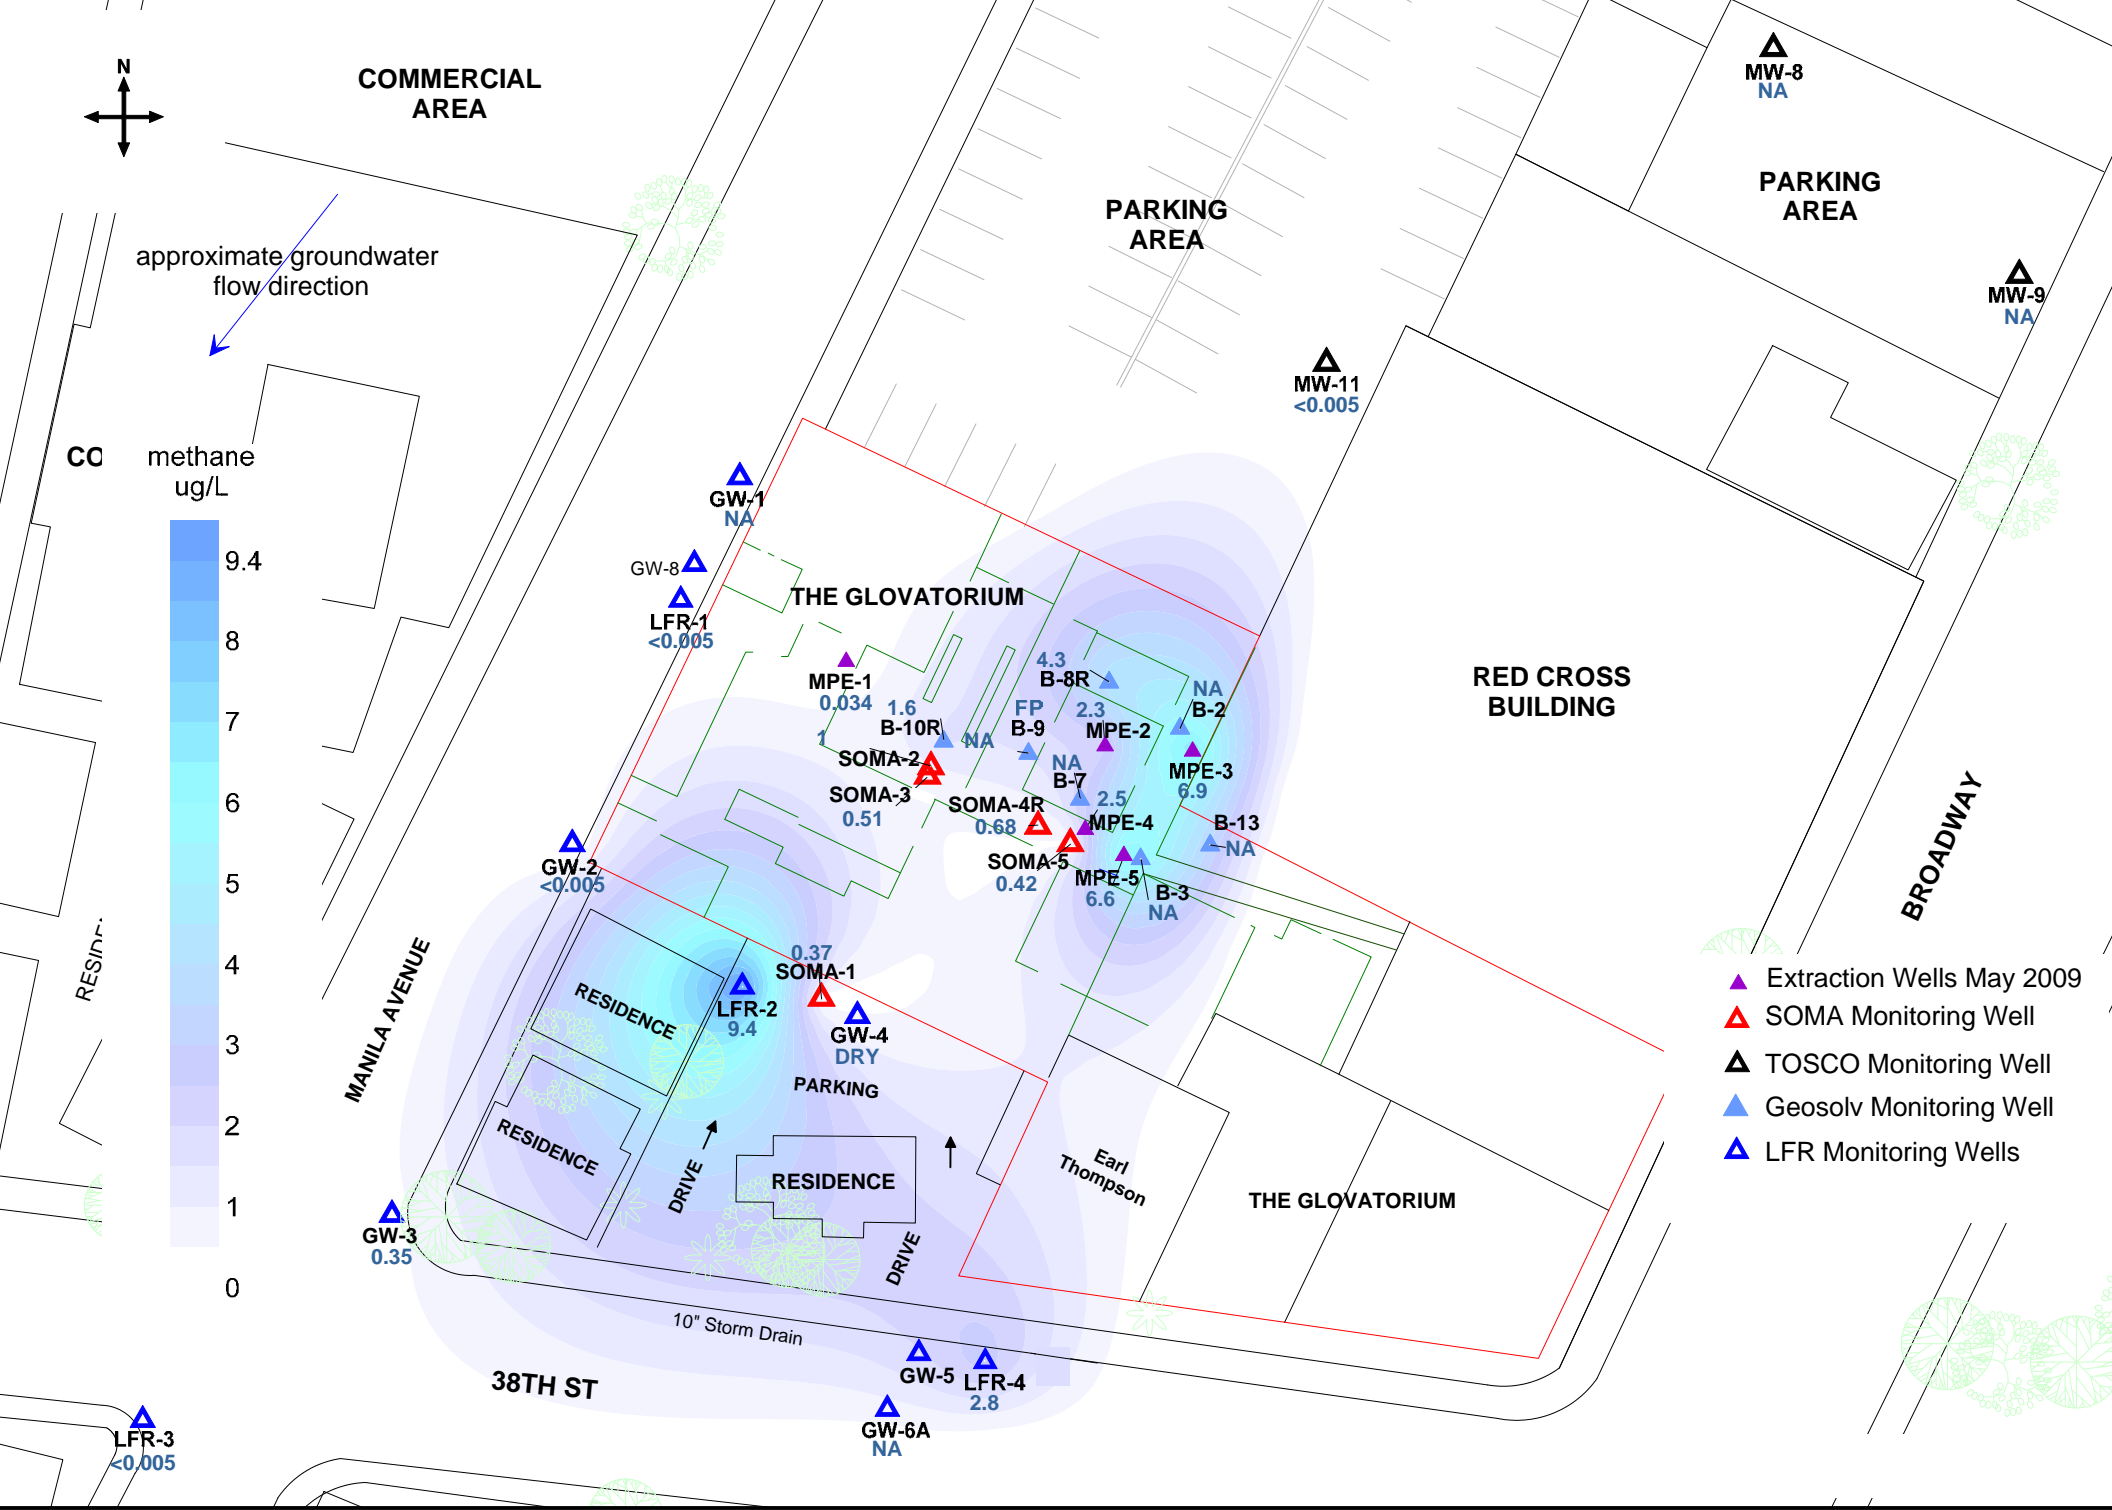 N
COMMERCIAL
AREA
MW-8
NA
PARKING
AREA
PARKING
AREA
approximate groundwater
flow direction
MW-9
NA
MW-11
<0.005
CO
methane
ug/L
9.4
8
7
6
5
4
3
2
1
0
GW-1
NA
GW-8
LFR-1
<0.005
THE GLOVATORIUM
MPE-1
0.034
1.6
B-10R
NA
1
SOMA-2
SOMA-3
0.51
FP
B-9
4.3
B-8R
2.3
MPE-2
NA
B-2
MPE-3
6.9
NA
B-7
2.5
MPE-4
SOMA-4R
0.68
SOMA-5
0.42
MPE-5
6.6
B-3
NA
B-13
NA
RED CROSS
BUILDING
BROADWAY
GW-2
<0.005
RESIDEN
MANILA AVENUE
RESIDENCE
LFR-2
9.4
0.37
SOMA-1
GW-4
DRY
PARKING
RESIDENCE
DRIVE
RESIDENCE
DRIVE
Earl
Thompson
THE GLOVATORIUM
Extraction Wells May 2009
SOMA Monitoring Well
TOSCO Monitoring Well
Geosolv Monitoring Well
LFR Monitoring Wells
GW-3
0.35
10" Storm Drain
38TH ST
GW-5
LFR-4
2.8
GW-6A
NA
LFR-3
<0.005